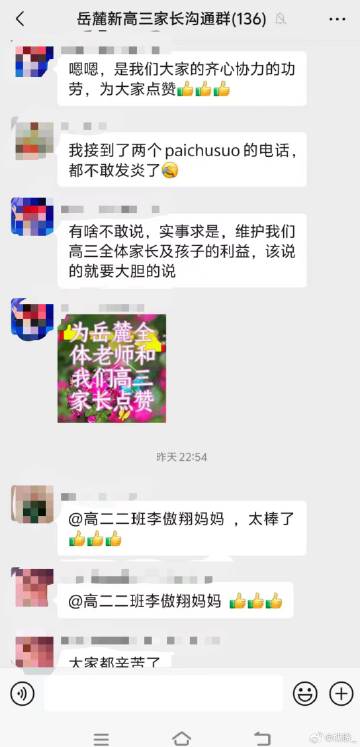 岳麓新高三家长沟通群(136)
嗯嗯，是我们大家的齐心协力的功
劳，为大家点赞👍👍👍
我接到了两个paichusuo的电话，
都不敢发炎了😂
有啥不敢说，实事求是，维护我们
高三全体家长及孩子的利益，该说
的就要大胆的说
为岳麓全
体老师和
我们高三
家长点赞
昨天 22:54
@高二二班李傲翔妈妈 ，太棒了
👍👍👍
@高二二班李傲翔妈妈 👍👍👍
大家都辛苦了